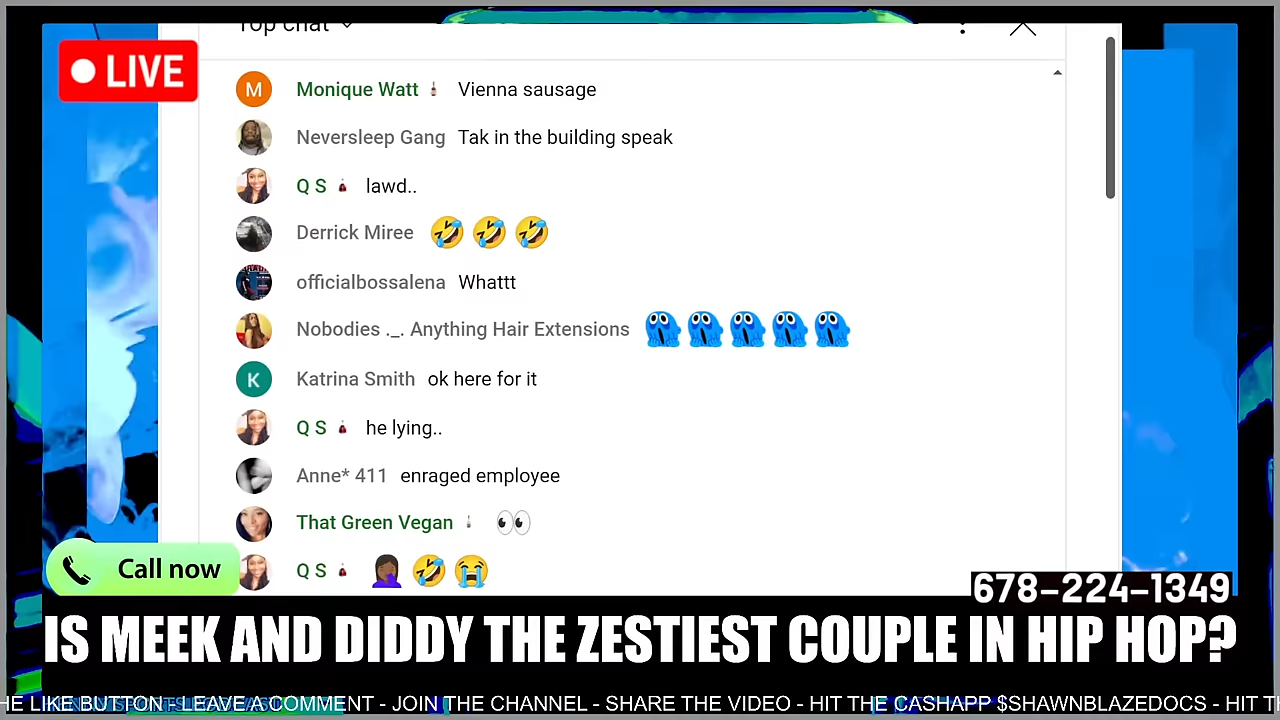 Top chat
LIVE
M Monique Watt Vienna sausage
Neversleep Gang Tak in the building speak
Q S lawd..
Derrick Miree 🤣🤣🤣
officialbossalena Whattt
Nobodies ._. Anything Hair Extensions
K Katrina Smith ok here for it
Q S he lying..
Anne* 411 enraged employee
That Green Vegan 👀
Q S 🤦🏾‍♀️🤣😭
Call now
678-224-1349
IS MEEK AND DIDDY THE ZESTIEST COUPLE IN HIP HOP?
HE LIKE BUTTON - LEAVE A COMMENT - JOIN THE CHANNEL - SHARE THE VIDEO - HIT THE CASHAPP $SHAWNBLAZEDOCS - HIT T